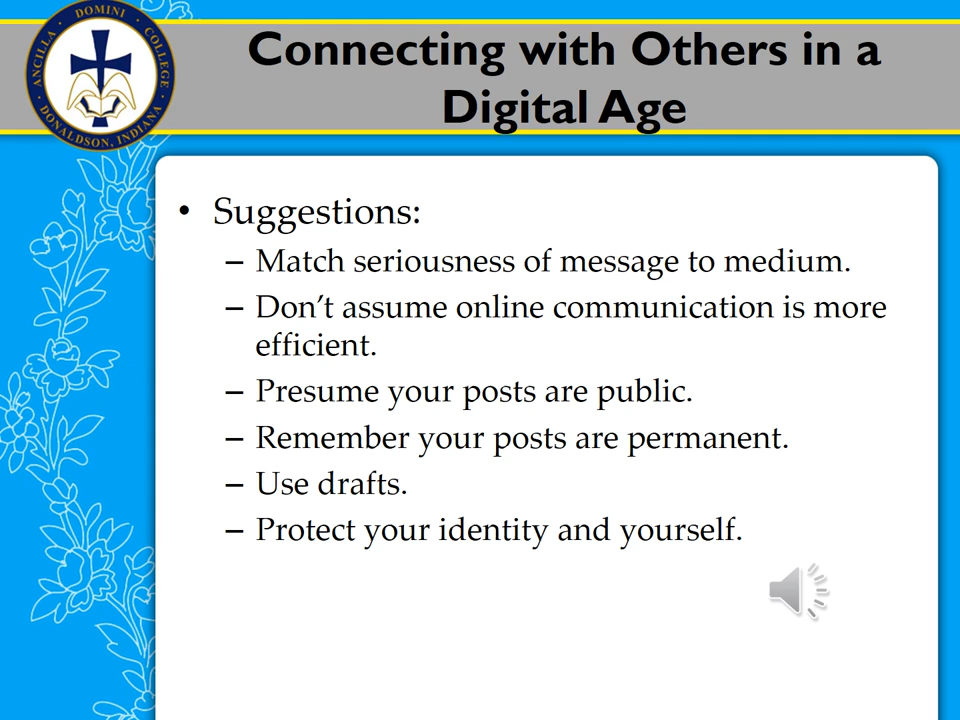 ANCILLA DOMINI COLLEGE
DONALDSON, INDIANA
Connecting with Others in a
Digital Age
• Suggestions:
– Match seriousness of message to medium.
– Don’t assume online communication is more
efficient.
– Presume your posts are public.
– Remember your posts are permanent.
– Use drafts.
– Protect your identity and yourself.